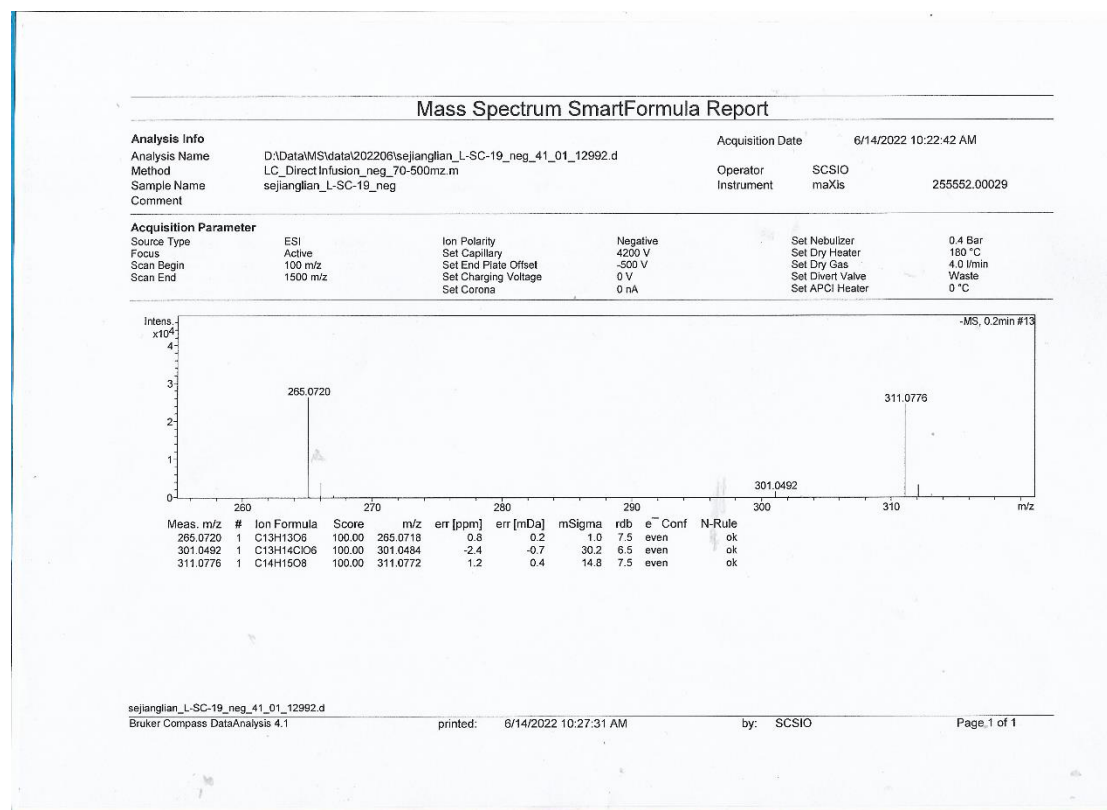 Mass Spectrum SmartFormula Report
Analysis Info Acquisition Date 6/14/2022 10:22:42 AM
Analysis Name D:\Data\MS\data\202206\sejianglian_L-SC-19_neg_41_01_12992.d
Method LC_Direct Infusion_neg_70-500mz.m Operator SCSIO
Sample Name sejianglian_L-SC-19_neg Instrument maXis 255552.00029
Comment
Acquisition Parameter
Source Type ESI Ion Polarity Negative Set Nebulizer 0.4 Bar
Focus Active Set Capillary 4200 V Set Dry Heater 180 °C
Scan Begin 100 m/z Set End Plate Offset -500 V Set Dry Gas 4.0 l/min
Scan End 1500 m/z Set Charging Voltage 0 V Set Divert Valve Waste
Set Corona 0 nA Set APCI Heater 0 °C
Intens. -MS, 0.2min #13
x10⁴
4
3
265.0720 311.0776
2
1
301.0492
0
260 270 280 290 300 310 m/z
Meas. m/z # Ion Formula Score m/z err [ppm] err [mDa] mSigma rdb e¯ Conf N-Rule
265.0720 1 C13H13O6 100.00 265.0718 0.8 0.2 1.0 7.5 even ok
301.0492 1 C13H14ClO6 100.00 301.0484 -2.4 -0.7 30.2 6.5 even ok
311.0776 1 C14H15O8 100.00 311.0772 1.2 0.4 14.8 7.5 even ok
sejianglian_L-SC-19_neg_41_01_12992.d
Bruker Compass DataAnalysis 4.1 printed: 6/14/2022 10:27:31 AM by: SCSIO Page 1 of 1